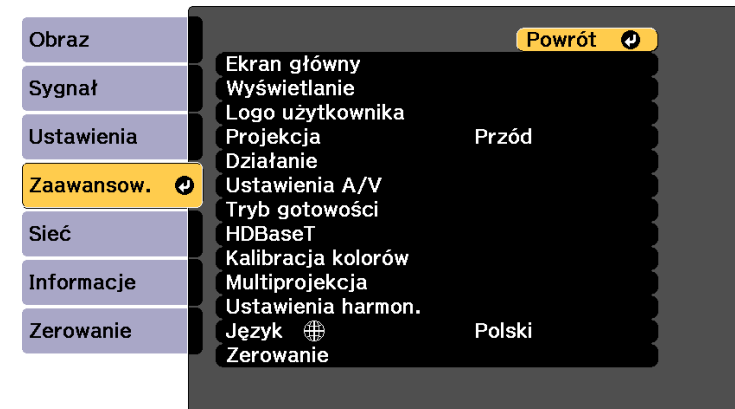 Obraz
Sygnał
Ustawienia
Zaawansow.
Sieć
Informacje
Zerowanie
Powrót
Ekran główny
Wyświetlanie
Logo użytkownika
Projekcja Przód
Działanie
Ustawienia A/V
Tryb gotowości
HDBaseT
Kalibracja kolorów
Multiprojekcja
Ustawienia harmon.
Język Polski
Zerowanie